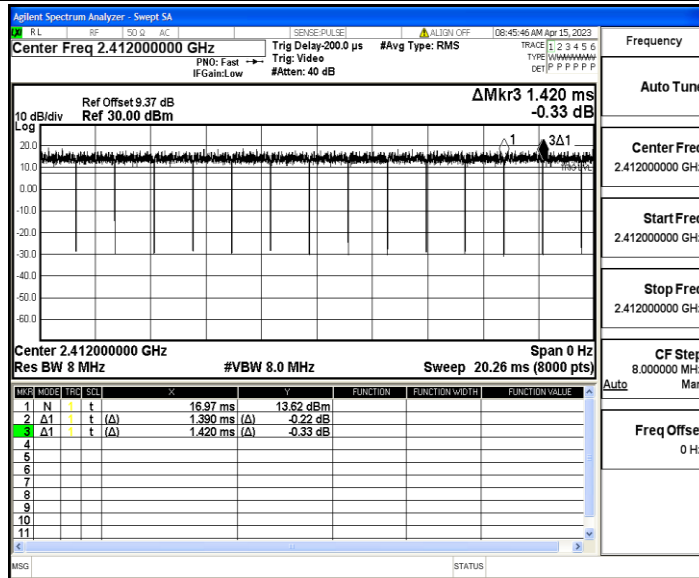 Agilent Spectrum Analyzer - Swept SA
RL RF 50 Ω AC SENSE:PULSE ALIGN OFF 08:45:46 AM Apr 15, 2023
Center Freq 2.412000000 GHz
Trig Delay-200.0 µs #Avg Type: RMS TRACE 1 2 3 4 5 6
PNO: Fast Trig: Video TYPE WWWWWW
IFGain:Low #Atten: 40 dB DET P P P P P P
ΔMkr3 1.420 ms
-0.33 dB
Ref Offset 9.37 dB
10 dB/div Ref 30.00 dBm
Log
1 3Δ1
20.0
10.0
TRIG LVL
0.00
-10.0
-20.0
-30.0
-40.0
-50.0
-60.0
Center 2.412000000 GHz Span 0 Hz
Res BW 8 MHz #VBW 8.0 MHz Sweep 20.26 ms (8000 pts)
MKR MODE TRC SCL X Y FUNCTION FUNCTION WIDTH FUNCTION VALUE
1 N 1 t 16.97 ms 13.62 dBm
2 Δ1 1 t (Δ) 1.390 ms (Δ) -0.22 dB
3 Δ1 1 t (Δ) 1.420 ms (Δ) -0.33 dB
4
5
6
7
8
9
10
11
MSG STATUS
Frequency
Auto Tune
Center Freq
2.412000000 GHz
Start Freq
2.412000000 GHz
Stop Freq
2.412000000 GHz
CF Step
8.000000 MHz
Auto Man
Freq Offset
0 Hz